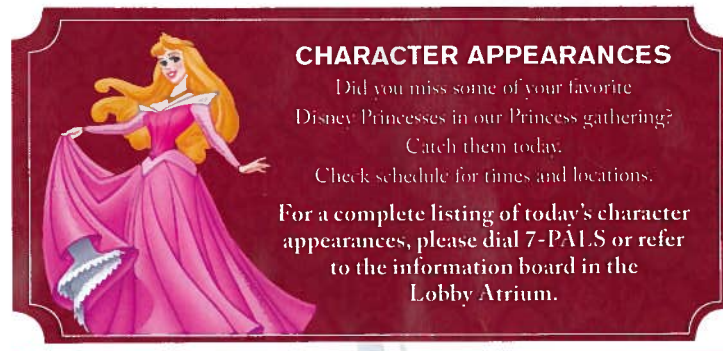 CHARACTER APPEARANCES
Did you miss some of your favorite
Disney Princesses in our Princess gathering?
Catch them today.
Check schedule for times and locations.
For a complete listing of today's character
appearances, please dial 7-PALS or refer
to the information board in the
Lobby Atrium.